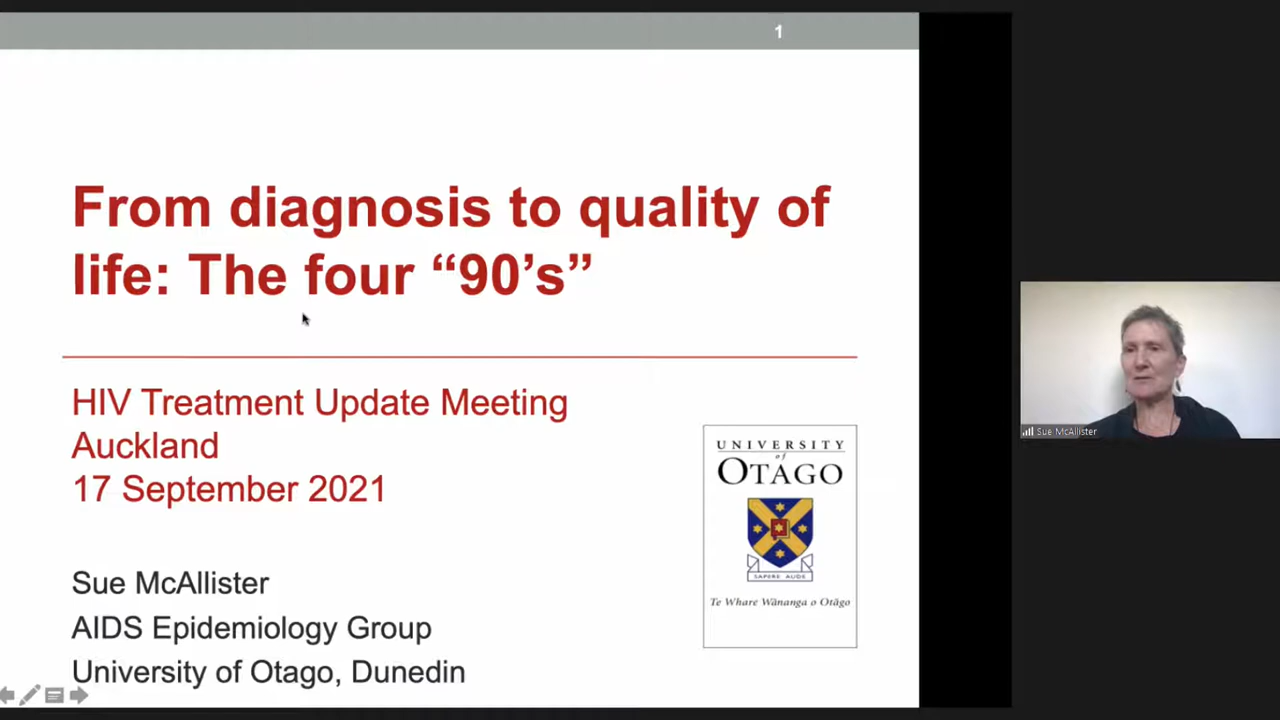 1
From diagnosis to quality of
life: The four “90’s”
HIV Treatment Update Meeting
Auckland
17 September 2021
Sue McAllister
AIDS Epidemiology Group
University of Otago, Dunedin
UNIVERSITY
of
OTAGO
SAPERE AUDE
Te Whare Wānanga o Otāgo
Sue McAllister